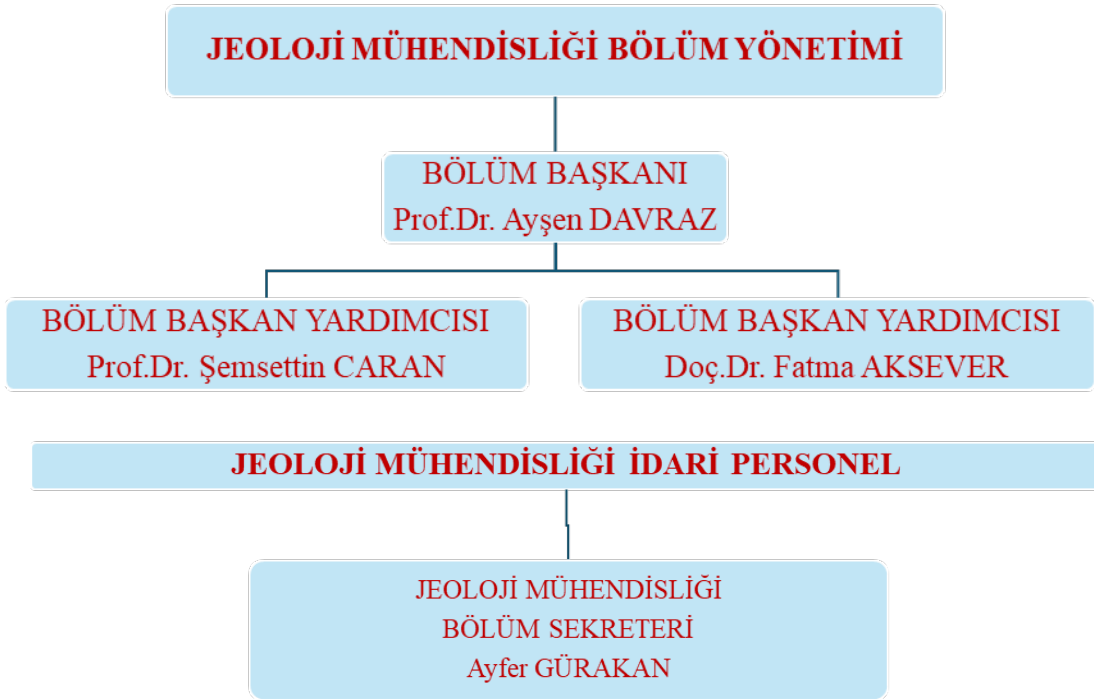 JEOLOJİ MÜHENDİSLİĞİ BÖLÜM YÖNETİMİ
BÖLÜM BAŞKANI
Prof.Dr. Ayşen DAVRAZ
BÖLÜM BAŞKAN YARDIMCISI
Prof.Dr. Şemsettin CARAN
BÖLÜM BAŞKAN YARDIMCISI
Doç.Dr. Fatma AKSEVER
JEOLOJİ MÜHENDİSLİĞİ İDARİ PERSONEL
JEOLOJİ MÜHENDİSLİĞİ
BÖLÜM SEKRETERİ
Ayfer GÜRAKAN